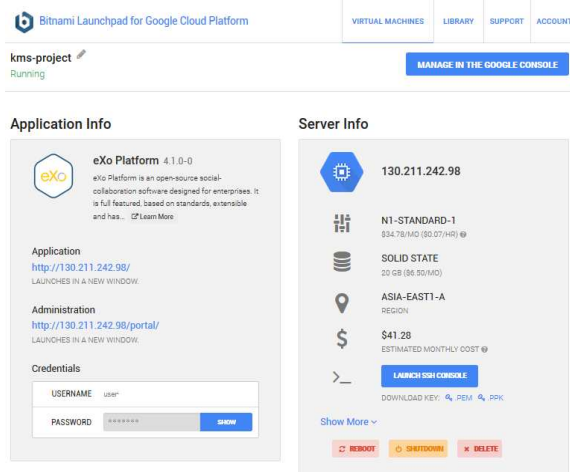 Bitnami Launchpad for Google Cloud Platform
VIRTUAL MACHINES
LIBRARY
SUPPORT
ACCOUNT
kms-project
Running
MANAGE IN THE GOOGLE CONSOLE
Application Info
eXo
eXo Platform 4.1.0-0
eXo Platform is an open-source social-
collaboration software designed for enterprises. It
is full featured, based on standards, extensible
and has... Learn More
Application
http://130.211.242.98/
LAUNCHES IN A NEW WINDOW.
Administration
http://130.211.242.98/portal/
LAUNCHES IN A NEW WINDOW.
Credentials
USERNAME user
PASSWORD ******* SHOW
Server Info
130.211.242.98
N1-STANDARD-1
$34.78/MO ($0.07/HR)
SOLID STATE
20 GB ($6.50/MO)
ASIA-EAST1-A
REGION
$41.28
ESTIMATED MONTHLY COST
LAUNCH SSH CONSOLE
DOWNLOAD KEY: .PEM .PPK
Show More
REBOOT
SHUTDOWN
DELETE